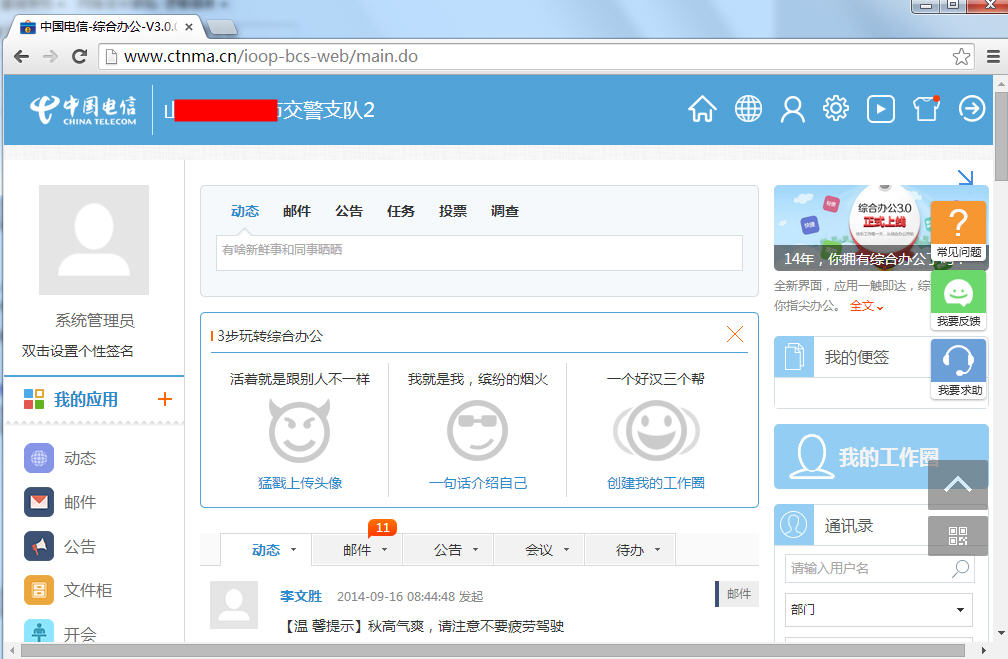 中国电信-综合办公-V3.0.
www.ctnma.cn/ioop-bcs-web/main.do
中国电信
CHINA TELECOM
交警支队2
动态 邮件 公告 任务 投票 调查
有啥新鲜事和同事晒晒
系统管理员
双击设置个性签名
我的应用
动态
邮件
公告
文件柜
开会
3步玩转综合办公
活着就是跟别人不一样 我就是我，缤纷的烟火 一个好汉三个帮
猛戳上传头像 一句话介绍自己 创建我的工作圈
11
动态 邮件 公告 会议 待办
李文胜 2014-09-16 08:44:48 发起 邮件
【温 馨提示】秋高气爽，请注意不要疲劳驾驶
综合办公3.0
正式上线
14年，你拥有综合办公了
全新界面，应用一触即达，综
你指尖办公。 全文
常见问题
我要反馈
我要求助
我的便签
我的工作圈
通讯录
请输入用户名
部门